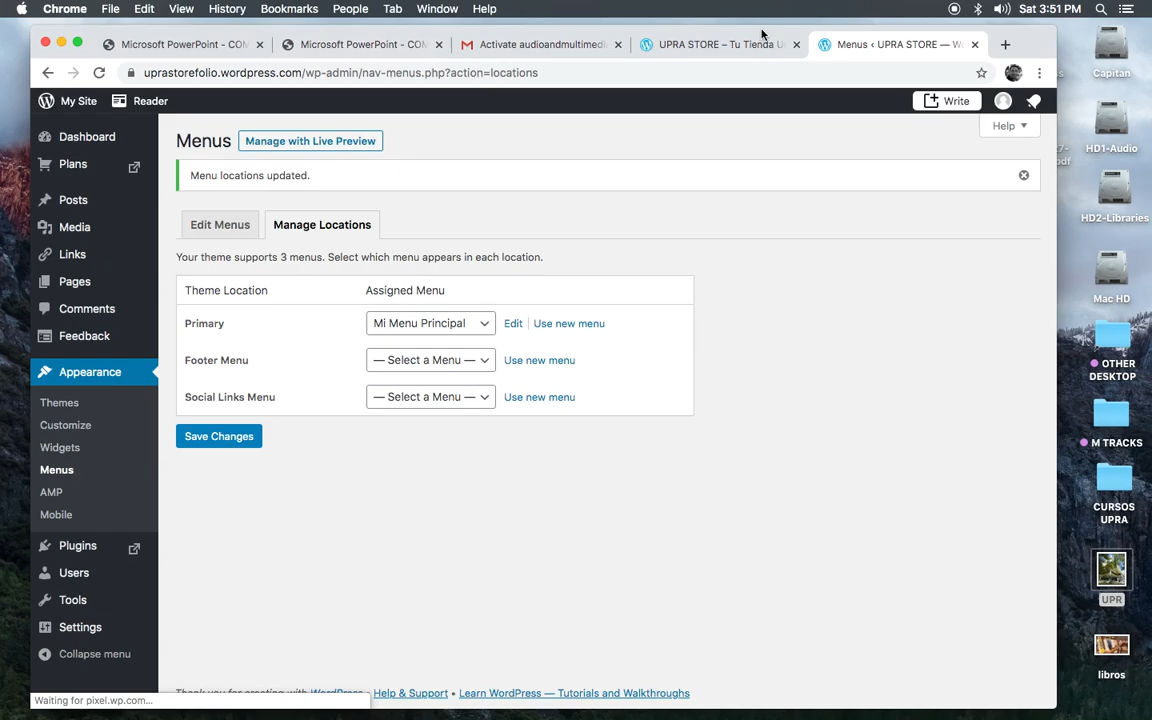 Chrome File Edit View History Bookmarks People Tab Window Help Sat 3:51 PM
Microsoft PowerPoint - COM Microsoft PowerPoint - COM Activate audioandmultimedi UPRA STORE – Tu Tienda U Menus ‹ UPRA STORE — W
uprastorefolio.wordpress.com/wp-admin/nav-menus.php?action=locations
My Site Reader Write
Help
Menus Manage with Live Preview
Menu locations updated.
Edit Menus Manage Locations
Your theme supports 3 menus. Select which menu appears in each location.
Theme Location Assigned Menu
Primary Mi Menu Principal Edit Use new menu
Footer Menu — Select a Menu — Use new menu
Social Links Menu — Select a Menu — Use new menu
Save Changes
Dashboard
Plans
Posts
Media
Links
Pages
Comments
Feedback
Appearance
Themes
Customize
Widgets
Menus
AMP
Mobile
Plugins
Users
Tools
Settings
Collapse menu
Help & Support • Learn WordPress — Tutorials and Walkthroughs
Waiting for pixel.wp.com...
Capitan
HD1-Audio
HD2-Libraries
Mac HD
OTHER
DESKTOP
M TRACKS
CURSOS
UPRA
UPR
libros